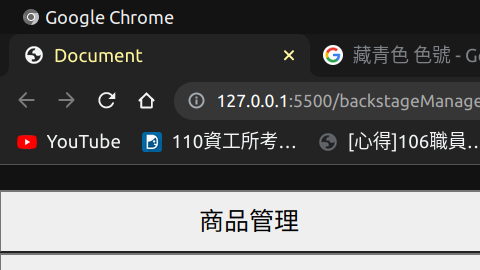 Google Chrome
Document
藏青色 色號 - G
127.0.0.1:5500/backstageManage
YouTube 110資工所考… [心得]106職員…
商品管理